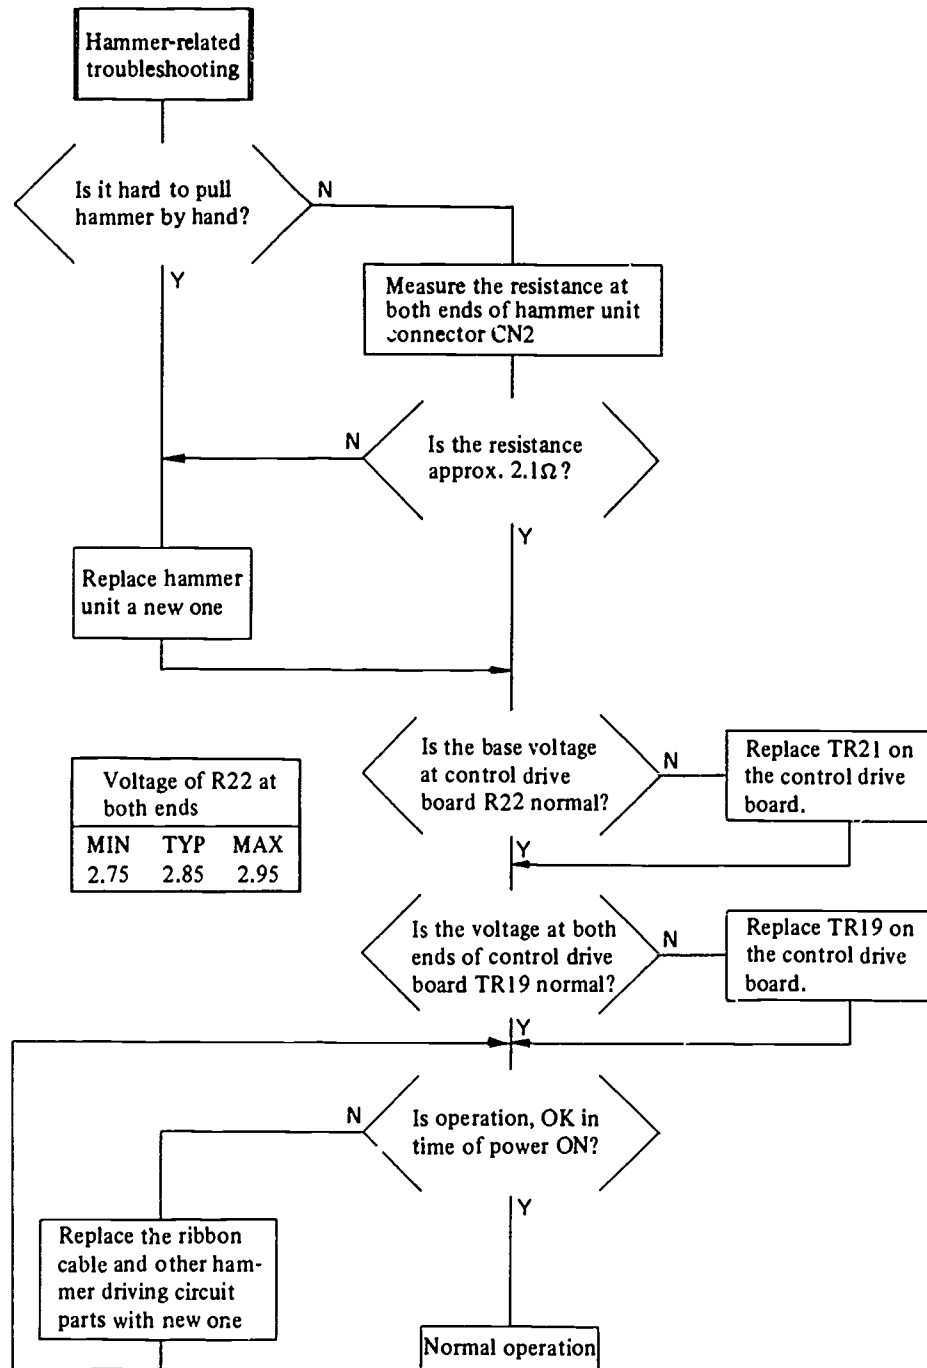 Hammer-related
troubleshooting
Is it hard to pull
hammer by hand?
N
Y
Measure the resistance at
both ends of hammer unit
connector CN2
N
Is the resistance
approx. 2.1Ω?
Y
Replace hammer
unit a new one
Is the base voltage
at control drive
board R22 normal?
N
Replace TR21 on
the control drive
board.
Y
Voltage of R22 at
both ends
MIN TYP MAX
2.75 2.85 2.95
Is the voltage at both
ends of control drive
board TR19 normal?
N
Replace TR19 on
the control drive
board.
Y
N
Is operation, OK in
time of power ON?
Y
Replace the ribbon
cable and other ham-
mer driving circuit
parts with new one
Normal operation